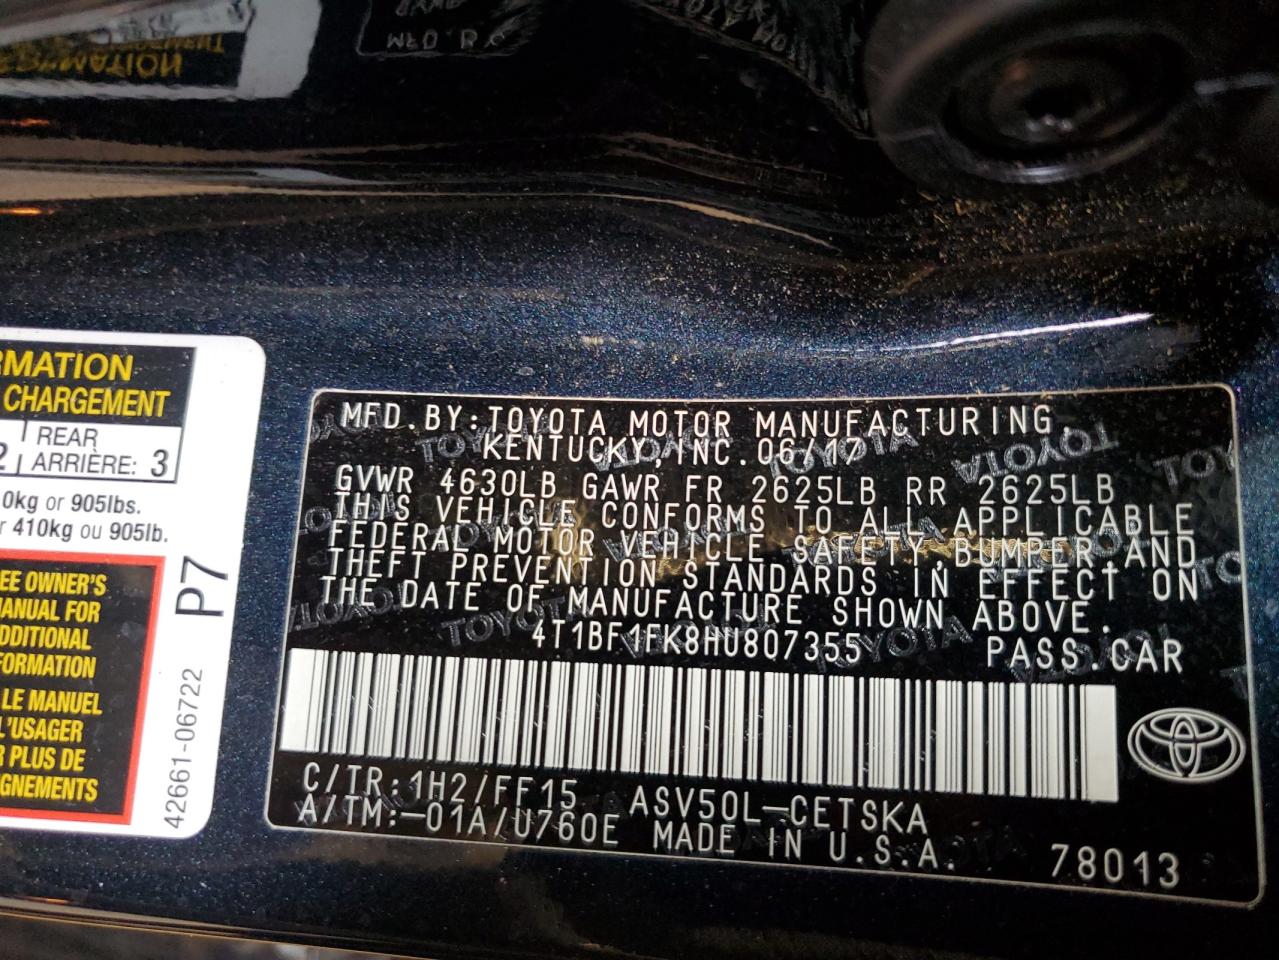 RMATION
CHARGEMENT
2 REAR
ARRIÈRE: 3
0kg or 905lbs.
r 410kg ou 905lb.
EE OWNER'S
MANUAL FOR
DDITIONAL
FORMATION
LE MANUEL
L'USAGER
R PLUS DE
GNEMENTS
P7
42661-06722
MFD.BY:TOYOTA MOTOR MANUFACTURING,
KENTUCKY,INC.06/17
GVWR 4630LB GAWR FR 2625LB RR 2625LB
THIS VEHICLE CONFORMS TO ALL APPLICABLE
FEDERAL MOTOR VEHICLE SAFETY,BUMPER,AND
THEFT PREVENTION STANDARDS IN EFFECT ON
THE DATE OF MANUFACTURE SHOWN ABOVE.
4T1BF1FK8HU807355 PASS.CAR
C/TR:1H2/FF15 ASV50L-CETSKA
A/TM:-01A/U760E MADE IN U.S.A.
78013